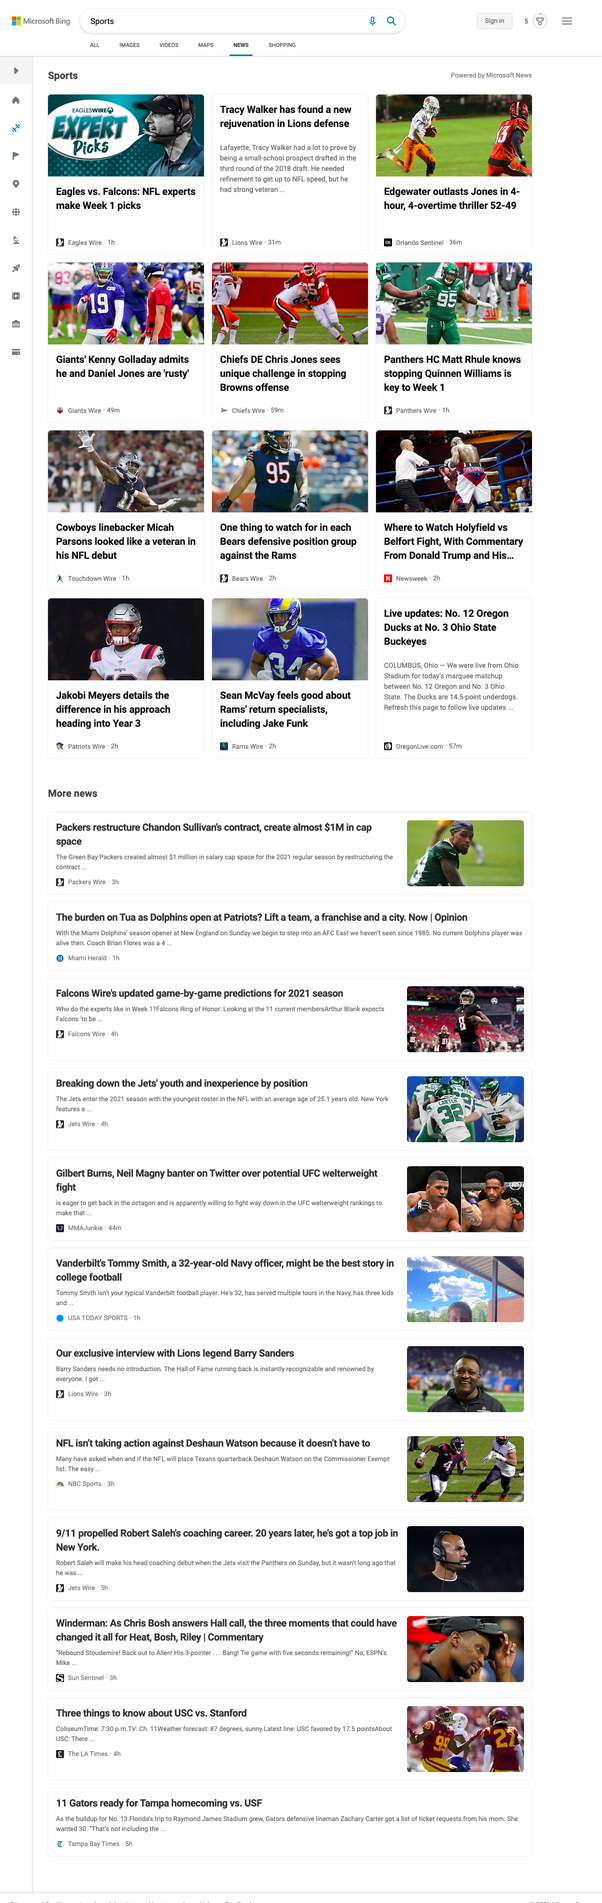 Microsoft Bing
Sports
Sign in
5
ALL
IMAGES
VIDEOS
MAPS
NEWS
SHOPPING
Sports
Powered by Microsoft News
EAGLESWIRE
EXPERT
Picks
Eagles vs. Falcons: NFL experts
make Week 1 picks
Eagles Wire · 1h
Tracy Walker has found a new
rejuvenation in Lions defense
Lafayette, Tracy Walker had a lot to prove by
being a small-school prospect drafted in the
third round of the 2018 draft. He needed
refinement to get up to NFL speed, but he
had strong veteran ...
Lions Wire · 31m
Edgewater outlasts Jones in 4-
hour, 4-overtime thriller 52-49
Orlando Sentinel · 36m
Giants' Kenny Golladay admits
he and Daniel Jones are 'rusty'
Giants Wire · 49m
Chiefs DE Chris Jones sees
unique challenge in stopping
Browns offense
Chiefs Wire · 59m
Panthers HC Matt Rhule knows
stopping Quinnen Williams is
key to Week 1
Panthers Wire · 1h
Cowboys linebacker Micah
Parsons looked like a veteran in
his NFL debut
Touchdown Wire · 1h
One thing to watch for in each
Bears defensive position group
against the Rams
Bears Wire · 2h
Where to Watch Holyfield vs
Belfort Fight, With Commentary
From Donald Trump and His...
Newsweek · 2h
Jakobi Meyers details the
difference in his approach
heading into Year 3
Patriots Wire · 2h
Sean McVay feels good about
Rams' return specialists,
including Jake Funk
Rams Wire · 2h
Live updates: No. 12 Oregon
Ducks at No. 3 Ohio State
Buckeyes
COLUMBUS, Ohio — We were live from Ohio
Stadium for today's marquee matchup
between No. 12 Oregon and No. 3 Ohio
State. The Ducks are 14.5-point underdogs.
Refresh this page to follow live updates ...
OregonLive.com · 57m
More news
Packers restructure Chandon Sullivan's contract, create almost $1M in cap
space
The Green Bay Packers created almost $1 million in salary cap space for the 2021 regular season by restructuring the
contract ...
Packers Wire · 3h
The burden on Tua as Dolphins open at Patriots? Lift a team, a franchise and a city. Now | Opinion
With the Miami Dolphins' season opener at New England on Sunday we begin to step into an AFC East we haven't seen since 1985. No current Dolphins player was
alive then. Coach Brian Flores was a 4 ...
Miami Herald · 1h
Falcons Wire's updated game-by-game predictions for 2021 season
Who do the experts like in Week 1?Falcons Ring of Honor: Looking at the 11 current membersArthur Blank expects
Falcons 'to be ...
Falcons Wire · 4h
Breaking down the Jets' youth and inexperience by position
The Jets enter the 2021 season with the youngest roster in the NFL with an average age of 25.1 years old. New York
features a ...
Jets Wire · 4h
Gilbert Burns, Neil Magny banter on Twitter over potential UFC welterweight
fight
is eager to get back in the octagon and is apparently willing to fight way down in the UFC welterweight rankings to
make that ...
MMAJunkie · 44m
Vanderbilt's Tommy Smith, a 32-year-old Navy officer, might be the best story in
college football
Tommy Smith isn't your typical Vanderbilt football player. He's 32, has served multiple tours in the Navy, has three kids
and ...
USA TODAY SPORTS · 1h
Our exclusive interview with Lions legend Barry Sanders
Barry Sanders needs no introduction. The Hall of Fame running back is instantly recognizable and renowned by
everyone. I got ...
Lions Wire · 3h
NFL isn't taking action against Deshaun Watson because it doesn't have to
Many have asked when and if the NFL will place Texans quarterback Deshaun Watson on the Commissioner Exempt
list. The easy ...
NBC Sports · 3h
9/11 propelled Robert Saleh's coaching career. 20 years later, he's got a top job in
New York.
Robert Saleh will make his head coaching debut when the Jets visit the Panthers on Sunday, but it wasn't long ago that
he was ...
Jets Wire · 5h
Winderman: As Chris Bosh answers Hall call, the three moments that could have
changed it all for Heat, Bosh, Riley | Commentary
"Rebound Stoudemire! Back out to Allen! His 3-pointer . . . Bang! Tie game with five seconds remaining!" No, ESPN's
Mike ...
Sun Sentinel · 3h
Three things to know about USC vs. Stanford
ColiseumTime: 7:30 p.m.TV: Ch. 11Weather forecast: 87 degrees, sunny.Latest line: USC favored by 17.5 pointsAbout
USC: There ...
The LA Times · 4h
11 Gators ready for Tampa homecoming vs. USF
As the buildup for No. 13 Florida's trip to Raymond James Stadium grew, Gators defensive lineman Zachary Carter got a list of ticket requests from his mom. She
wanted 30. "That's not including the ...
Tampa Bay Times · 5h